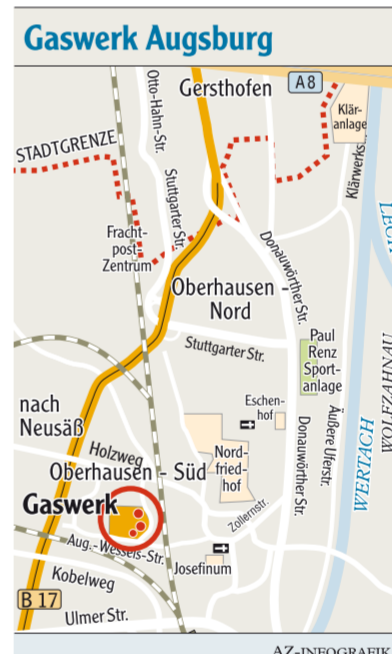 Gaswerk Augsburg
Gersthofen
A 8
Otto-Hahn-Str.
Klär-
anlage
STADTGRENZE
Klärwerks
Stuttgarter Str.
LECH
Fracht-
post-
Zentrum
Donauwörther Str.
Oberhausen -
Nord
Stuttgarter Str.
Paul
Renz
Sport-
anlage
WOLFZAHNAU
nach
Neusäß
Eschen-
hof
Donauwörther Str.
Äußere Uferstr.
WERTACH
Holzweg
Nord-
fried-
hof
Oberhausen - Süd
Gaswerk
Zollernstr.
Aug.-Wessels-Str.
Josefinum
Kobelweg
B 17
Ulmer Str.
AZ-INFOGRAFIK